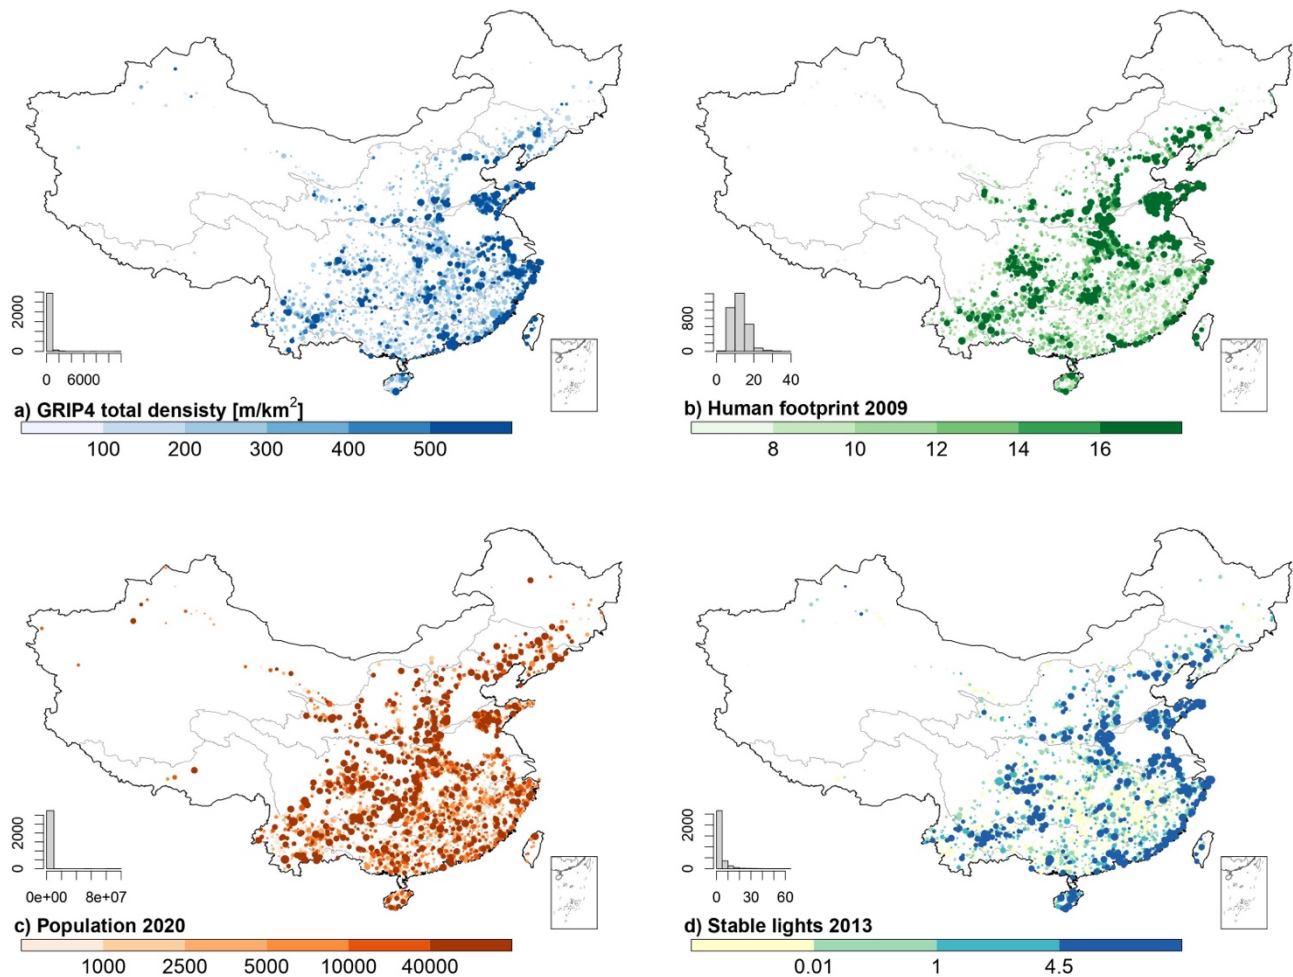 2000
0
0 6000
a) GRIP4 total densisty [m/km²]
100 200 300 400 500
800
0
0 20 40
b) Human footprint 2009
8 10 12 14 16
2000
0
0e+00 8e+07
c) Population 2020
1000 2500 5000 10000 40000
2000
0
0 30 60
d) Stable lights 2013
0.01 1 4.5